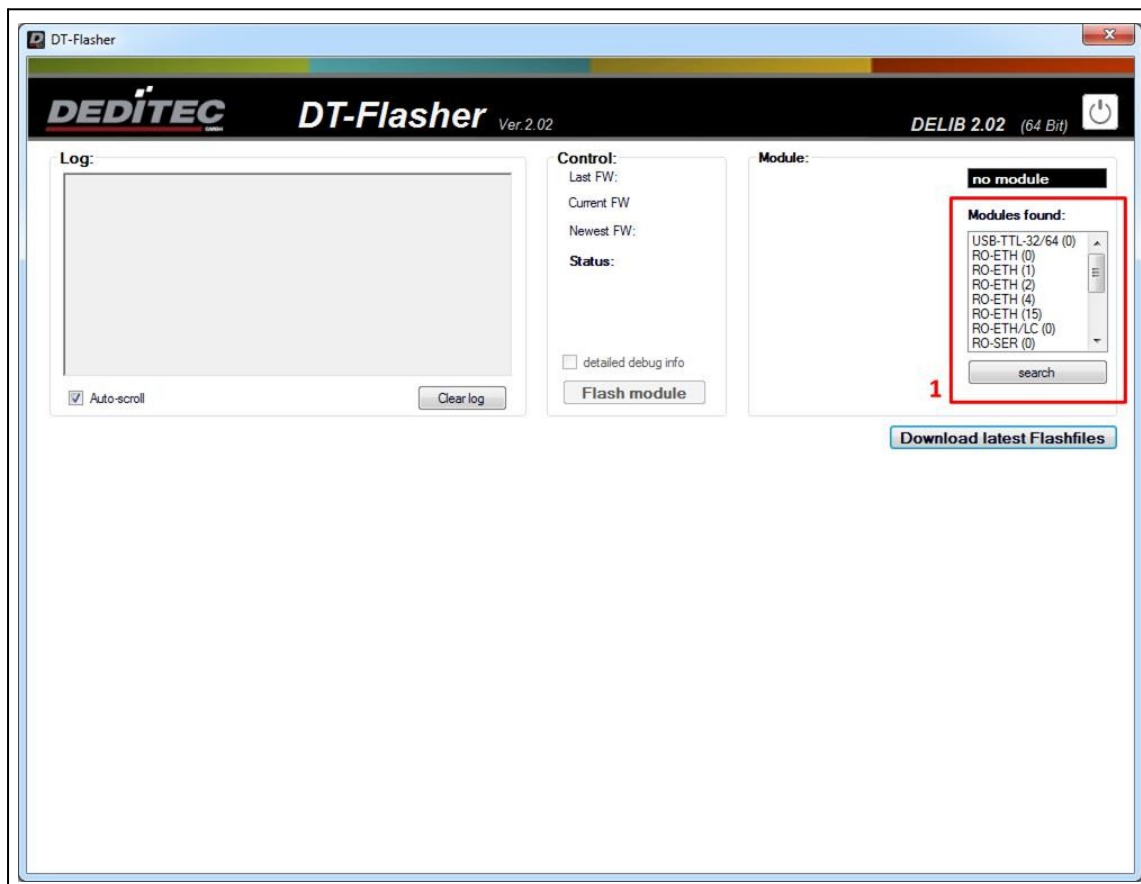 DT-Flasher
DEDITEC
GMBH
DT-Flasher Ver.2.02
DELIB 2.02 (64 Bit)
Log:
Auto-scroll
Clear log
Control:
Last FW:
Current FW
Newest FW:
Status:
detailed debug info
Flash module
Module:
no module
Modules found:
USB-TTL-32/64 (0)
RO-ETH (0)
RO-ETH (1)
RO-ETH (2)
RO-ETH (4)
RO-ETH (15)
RO-ETH/LC (0)
RO-SER (0)
search
1
Download latest Flashfiles